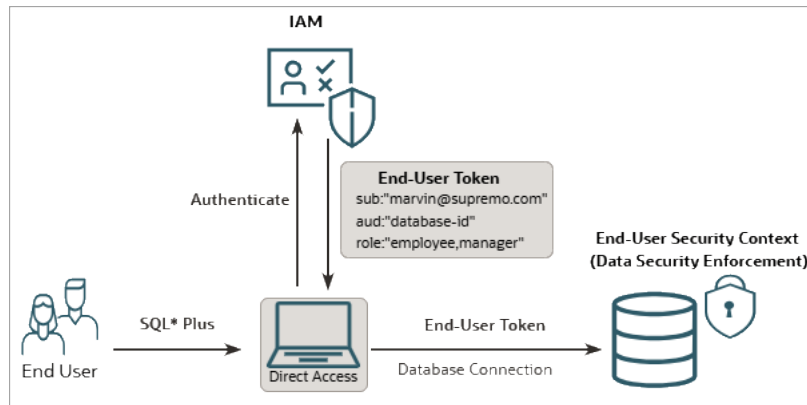 IAM
Authenticate
End-User Token
sub:"marvin@supremo.com"
aud:"database-id"
role:"employee,manager"
End-User Security Context
(Data Security Enforcement)
SQL* Plus
End-User Token
End User
Direct Access
Database Connection